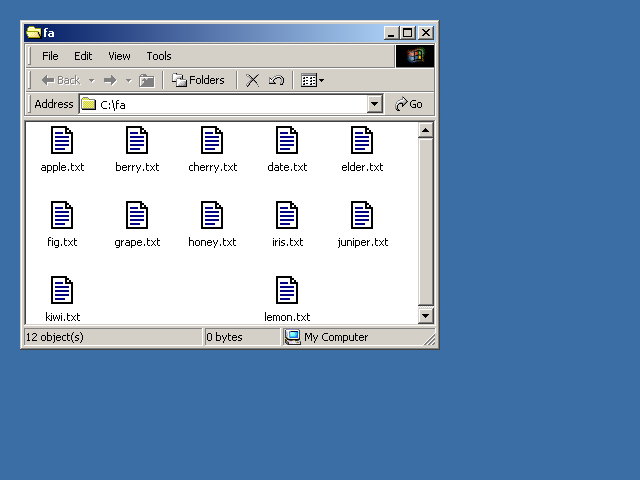 fa
File Edit View Tools
Back Folders
Address C:\fa Go
apple.txt berry.txt cherry.txt date.txt elder.txt
fig.txt grape.txt honey.txt iris.txt juniper.txt
kiwi.txt lemon.txt
12 object(s) 0 bytes My Computer